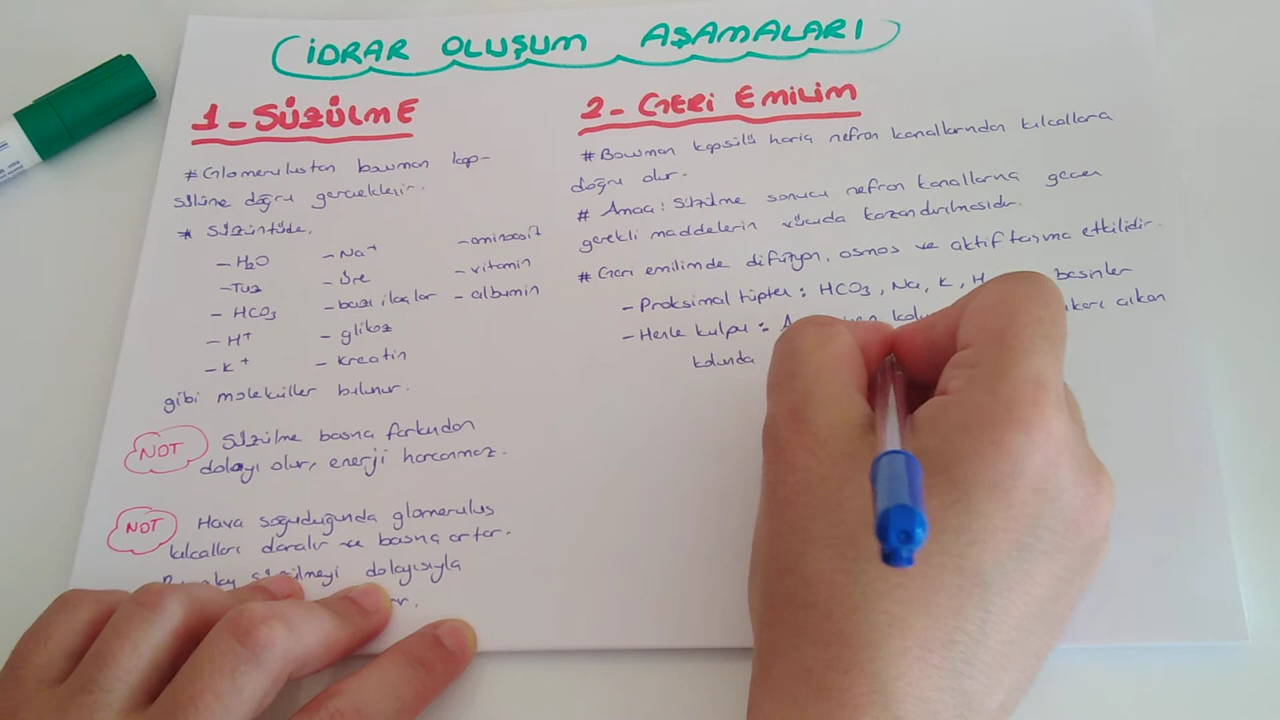 İDRAR OLUŞUM AŞAMALARI
1-SÜZÜLME
* Glomerulustan bowman kap-
sülüne doğru gerçekleşir.
* Süzüntüde,
-H₂O
-Tuz
-HCO₃
-H⁺
-K⁺
-Na⁺
-Üre
-bazı ilaçlar
-glikoz
-kreatin
-aminoasit
-vitamin
-albumin
gibi moleküller bulunur.
NOT Süzülme basınç farkından
dolayı olur, enerji harcanmaz.
NOT Hava soğuduğunda glomerulus
kılcalları daralır ve basınç artar.
dolayısıyla
2- GERİ EMİLİM
* Bowman kapsülü hariç nefron kanallarından kılcallara
doğru olur.
* Amaç: Süzülme sonucu nefron kanallarına geçen
gerekli maddelerin vücuda kazandırılmasıdır.
* Geri emilimde difüzyon, osmos ve aktif taşıma etkilidir.
-Proksimal tüpler: HCO₃, Na, K, besinler
-Henle kulpu: çıkan
kolunda